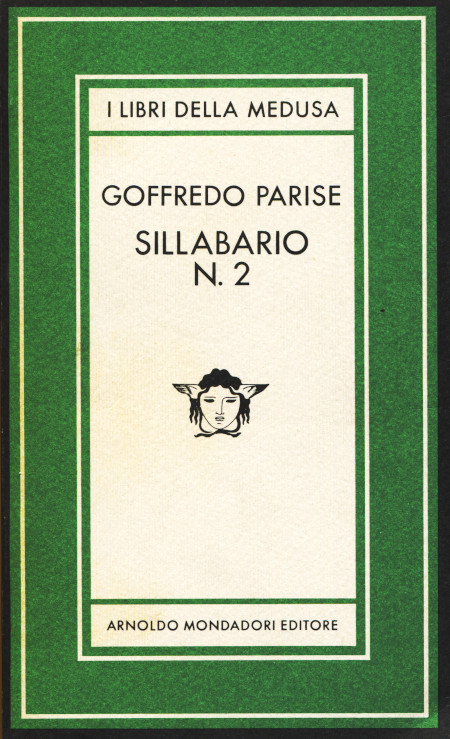 I LIBRI DELLA MEDUSA
GOFFREDO PARISE
SILLABARIO
N. 2
ARNOLDO MONDADORI EDITORE